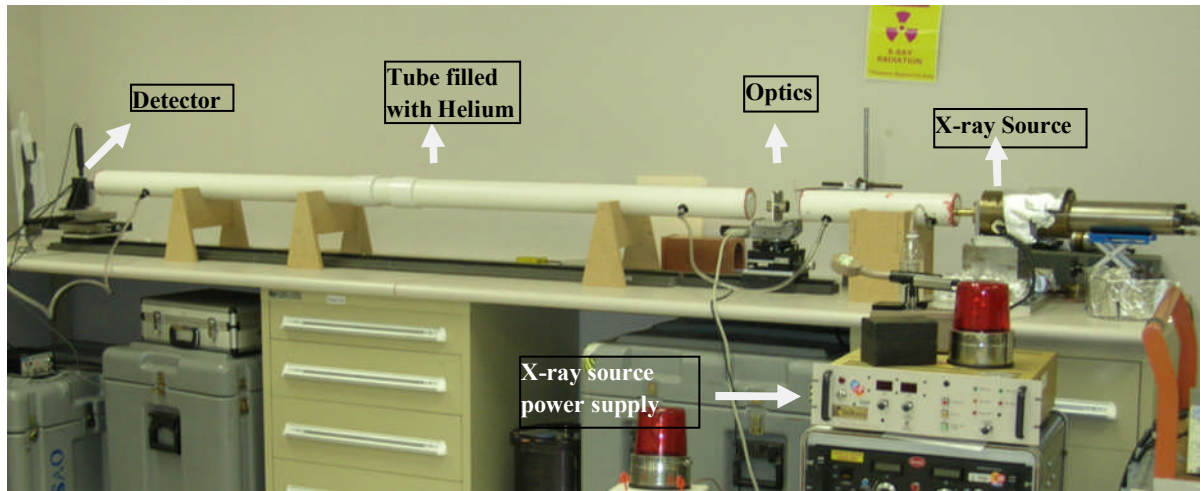 X-RAY
RADIATION
Detector
Tube filled
with Helium
Optics
X-ray Source
X-ray source
power supply